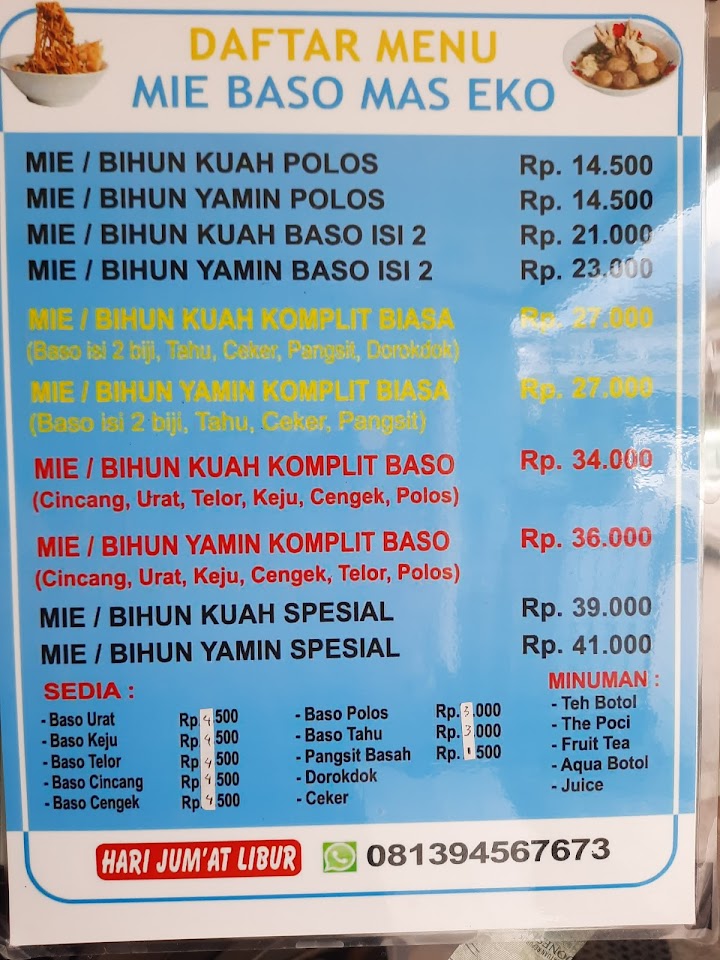 DAFTAR MENU
MIE BASO MAS EKO
MIE / BIHUN KUAH POLOS Rp. 14.500
MIE / BIHUN YAMIN POLOS Rp. 14.500
MIE / BIHUN KUAH BASO ISI 2 Rp. 21.000
MIE / BIHUN YAMIN BASO ISI 2 Rp. 23.000
MIE / BIHUN KUAH KOMPLIT BIASA Rp. 27.000
(Baso isi 2 biji, Tahu, Ceker, Pangsit, Dorokdok)
MIE / BIHUN YAMIN KOMPLIT BIASA Rp. 27.000
(Baso isi 2 biji, Tahu, Ceker, Pangsit)
MIE / BIHUN KUAH KOMPLIT BASO Rp. 34.000
(Cincang, Urat, Telor, Keju, Cengek, Polos)
MIE / BIHUN YAMIN KOMPLIT BASO Rp. 36.000
(Cincang, Urat, Keju, Cengek, Telor, Polos)
MIE / BIHUN KUAH SPESIAL Rp. 39.000
MIE / BIHUN YAMIN SPESIAL Rp. 41.000
SEDIA :
- Baso Urat Rp. 4.500
- Baso Keju Rp. 4.500
- Baso Telor Rp. 4.500
- Baso Cincang Rp. 4.500
- Baso Cengek Rp. 4.500
- Baso Polos Rp. 3.000
- Baso Tahu Rp. 3.000
- Pangsit Basah Rp. 1.500
- Dorokdok
- Ceker
MINUMAN :
- Teh Botol
- The Poci
- Fruit Tea
- Aqua Botol
- Juice
HARI JUM'AT LIBUR 081394567673